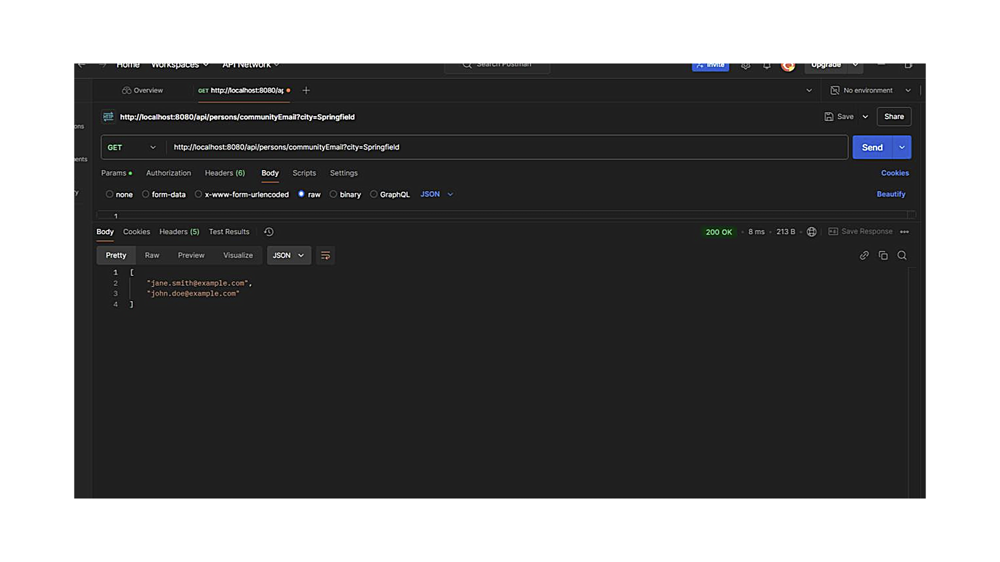 Home Workspaces API Network Search Postman Invite Upgrade
Overview GET http://localhost:8080/ap No environment
HTTP http://localhost:8080/api/persons/communityEmail?city=Springfield Save Share
ons
GET http://localhost:8080/api/persons/communityEmail?city=Springfield Send
ents
Params Authorization Headers (6) Body Scripts Settings Cookies
ry
none form-data x-www-form-urlencoded raw binary GraphQL JSON Beautify
1
Body Cookies Headers (5) Test Results 200 OK • 8 ms • 213 B • Save Response
Pretty Raw Preview Visualize JSON
1 [
2 "jane.smith@example.com",
3 "john.doe@example.com"
4 ]